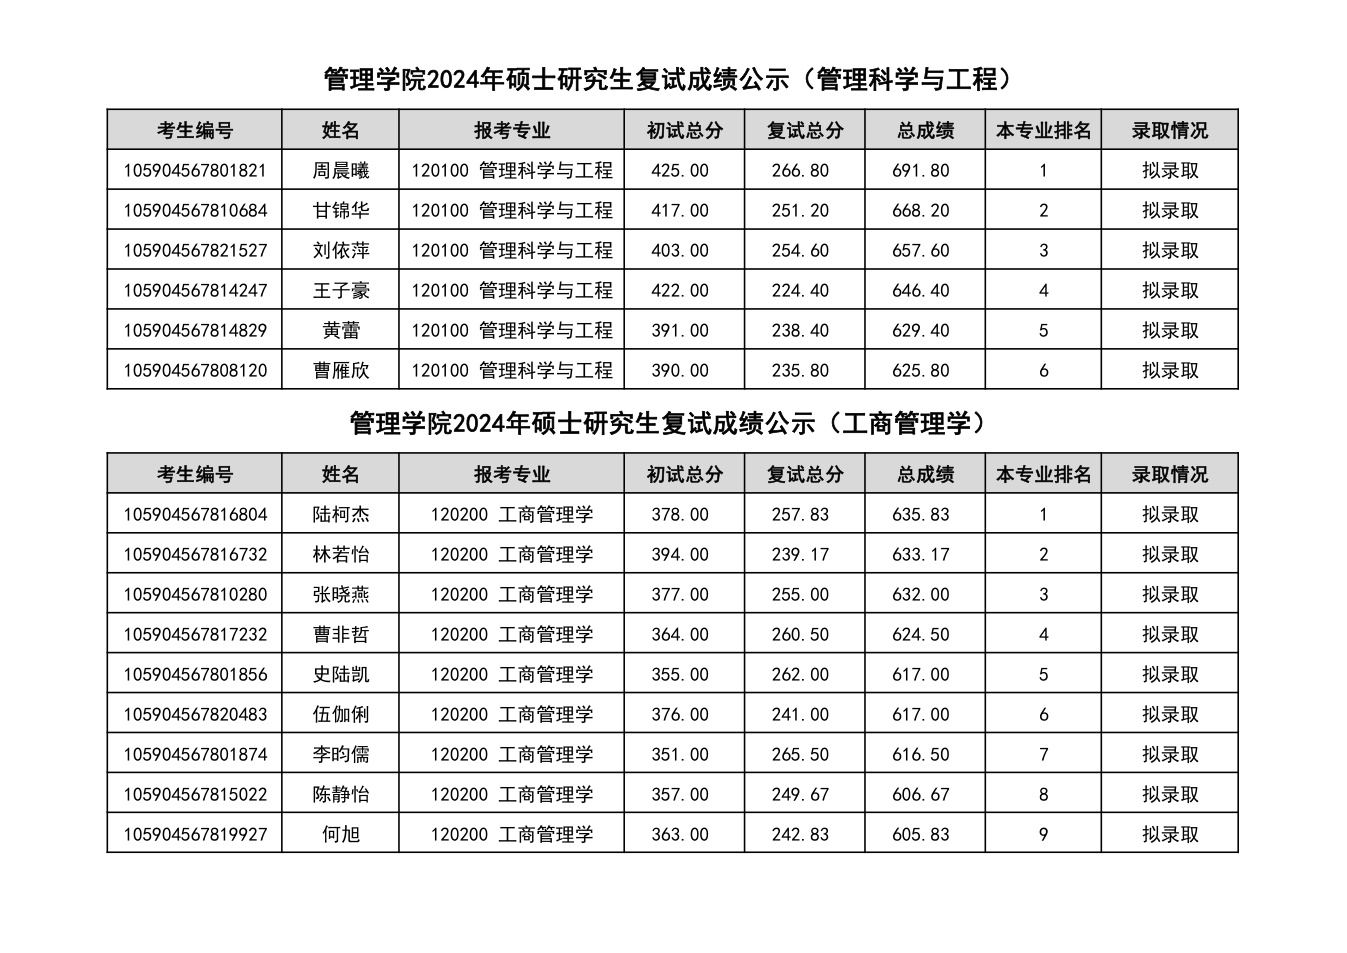 管理学院2024年硕士研究生复试成绩公示（管理科学与工程）
考生编号 姓名 报考专业 初试总分 复试总分 总成绩 本专业排名 录取情况
105904567801821 周晨曦 120100 管理科学与工程 425.00 266.80 691.80 1 拟录取
105904567810684 甘锦华 120100 管理科学与工程 417.00 251.20 668.20 2 拟录取
105904567821527 刘依萍 120100 管理科学与工程 403.00 254.60 657.60 3 拟录取
105904567814247 王子豪 120100 管理科学与工程 422.00 224.40 646.40 4 拟录取
105904567814829 黄蕾 120100 管理科学与工程 391.00 238.40 629.40 5 拟录取
105904567808120 曹雁欣 120100 管理科学与工程 390.00 235.80 625.80 6 拟录取
管理学院2024年硕士研究生复试成绩公示（工商管理学）
考生编号 姓名 报考专业 初试总分 复试总分 总成绩 本专业排名 录取情况
105904567816804 陆柯杰 120200 工商管理学 378.00 257.83 635.83 1 拟录取
105904567816732 林若怡 120200 工商管理学 394.00 239.17 633.17 2 拟录取
105904567810280 张晓燕 120200 工商管理学 377.00 255.00 632.00 3 拟录取
105904567817232 曹非哲 120200 工商管理学 364.00 260.50 624.50 4 拟录取
105904567801856 史陆凯 120200 工商管理学 355.00 262.00 617.00 5 拟录取
105904567820483 伍伽俐 120200 工商管理学 376.00 241.00 617.00 6 拟录取
105904567801874 李昀儒 120200 工商管理学 351.00 265.50 616.50 7 拟录取
105904567815022 陈静怡 120200 工商管理学 357.00 249.67 606.67 8 拟录取
105904567819927 何旭 120200 工商管理学 363.00 242.83 605.83 9 拟录取